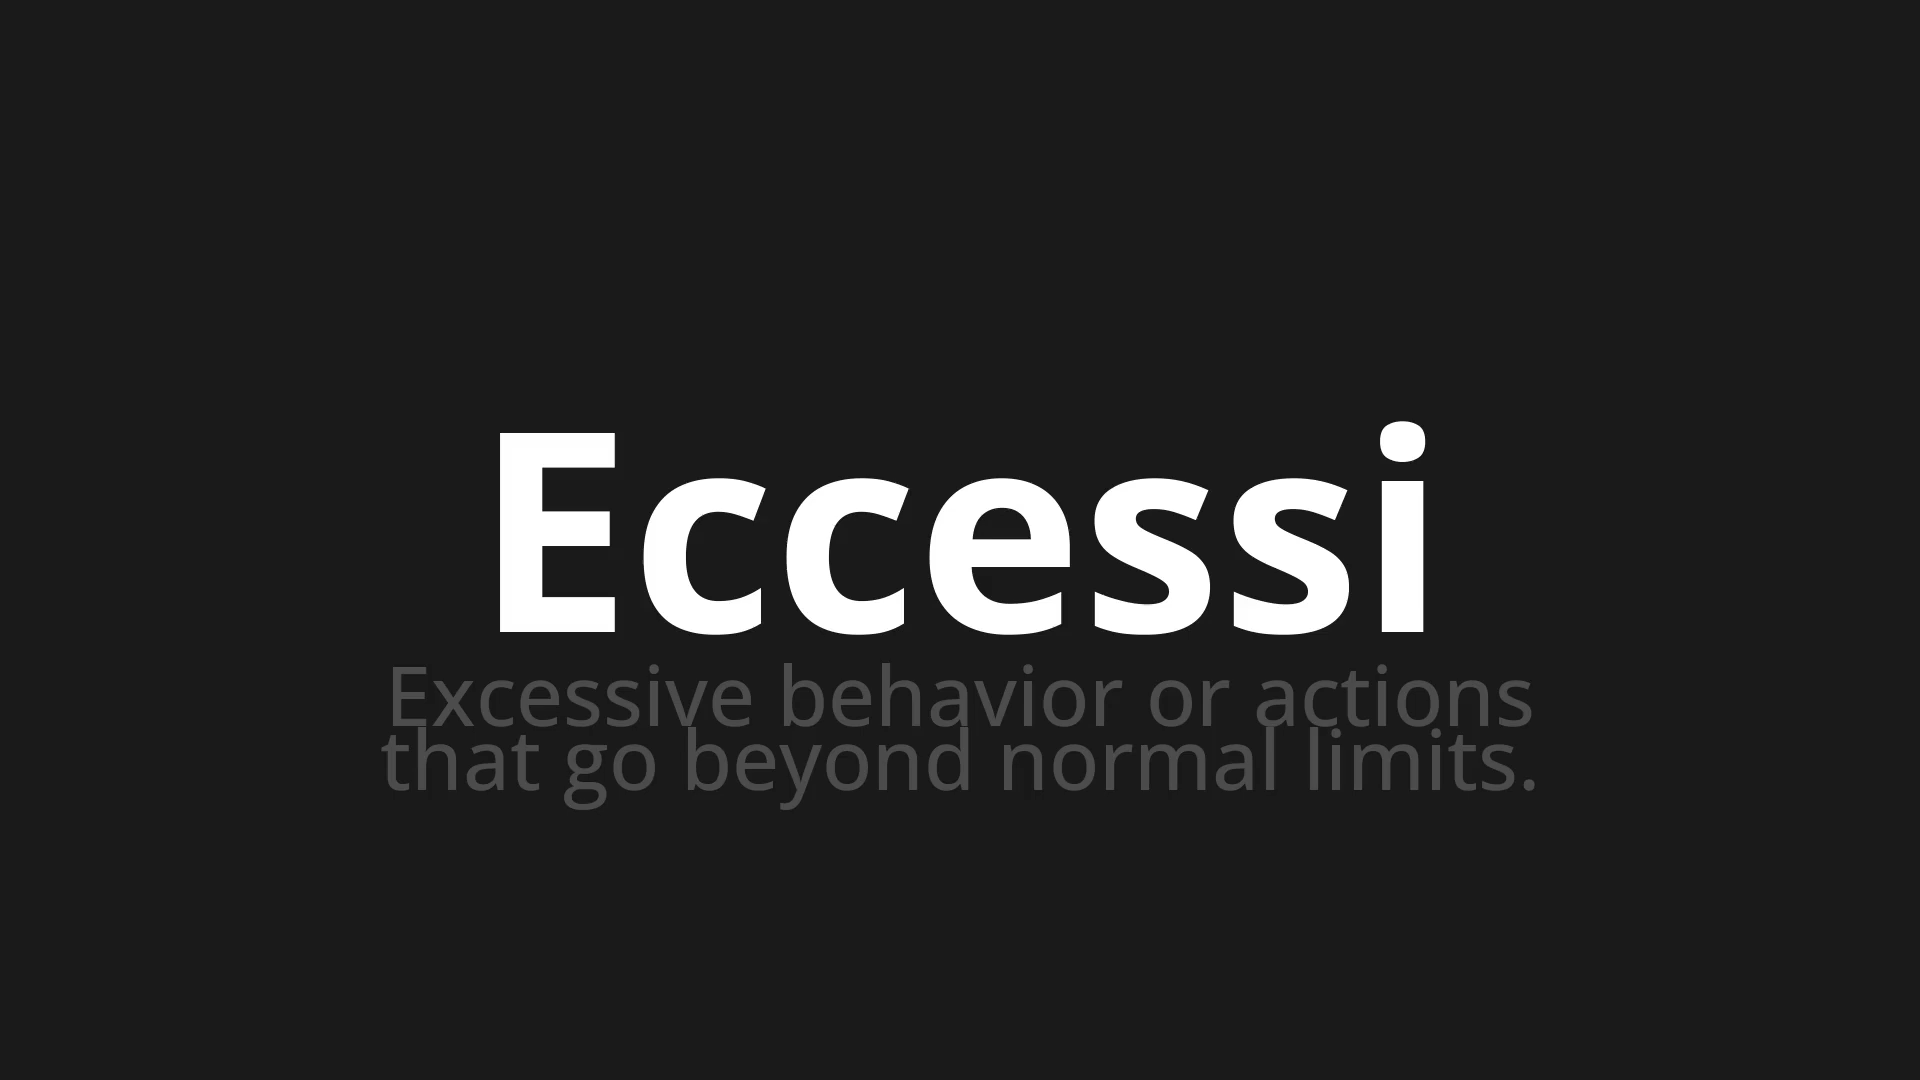 Eccessi
Excessive behavior or actions
that go beyond normal limits.